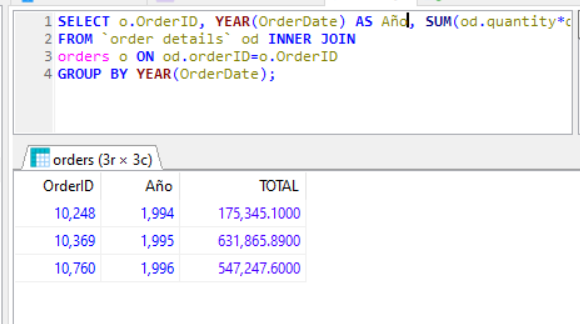 1 SELECT o.OrderID, YEAR(OrderDate) AS Año, SUM(od.quantity*
2 FROM `order details` od INNER JOIN
3 orders o ON od.orderID=o.OrderID
4 GROUP BY YEAR(OrderDate);
orders (3r × 3c)
OrderID Año TOTAL
10,248 1,994 175,345.1000
10,369 1,995 631,865.8900
10,760 1,996 547,247.6000